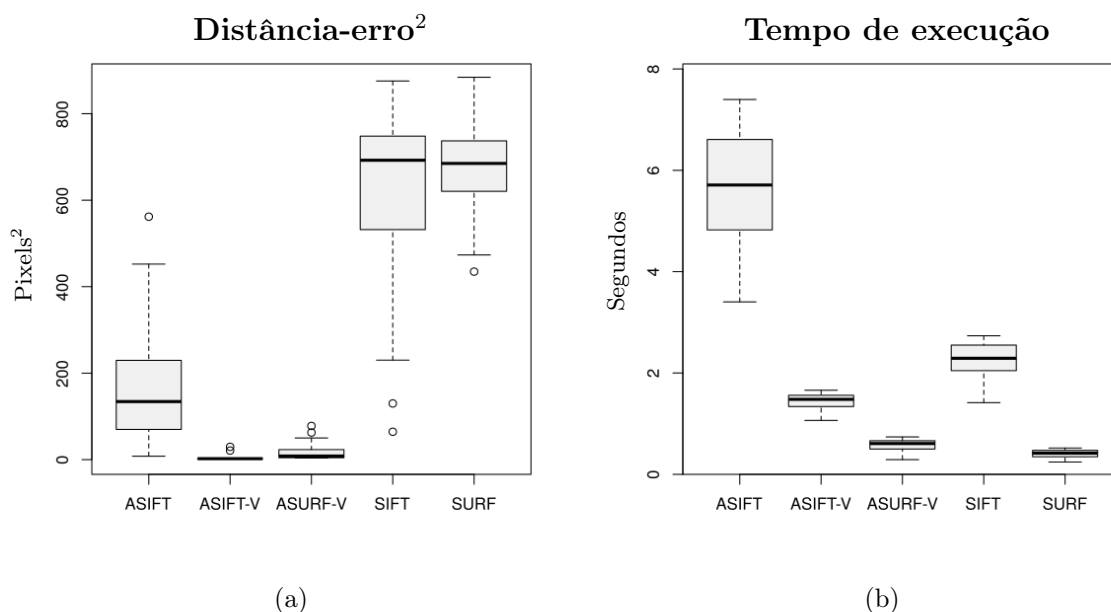 Distância-erro²
Pixels²
800
600
400
200
0
ASIFT ASIFT-V ASURF-V SIFT SURF
(a)
Tempo de execução
Segundos
8
6
4
2
0
ASIFT ASIFT-V ASURF-V SIFT SURF
(b)